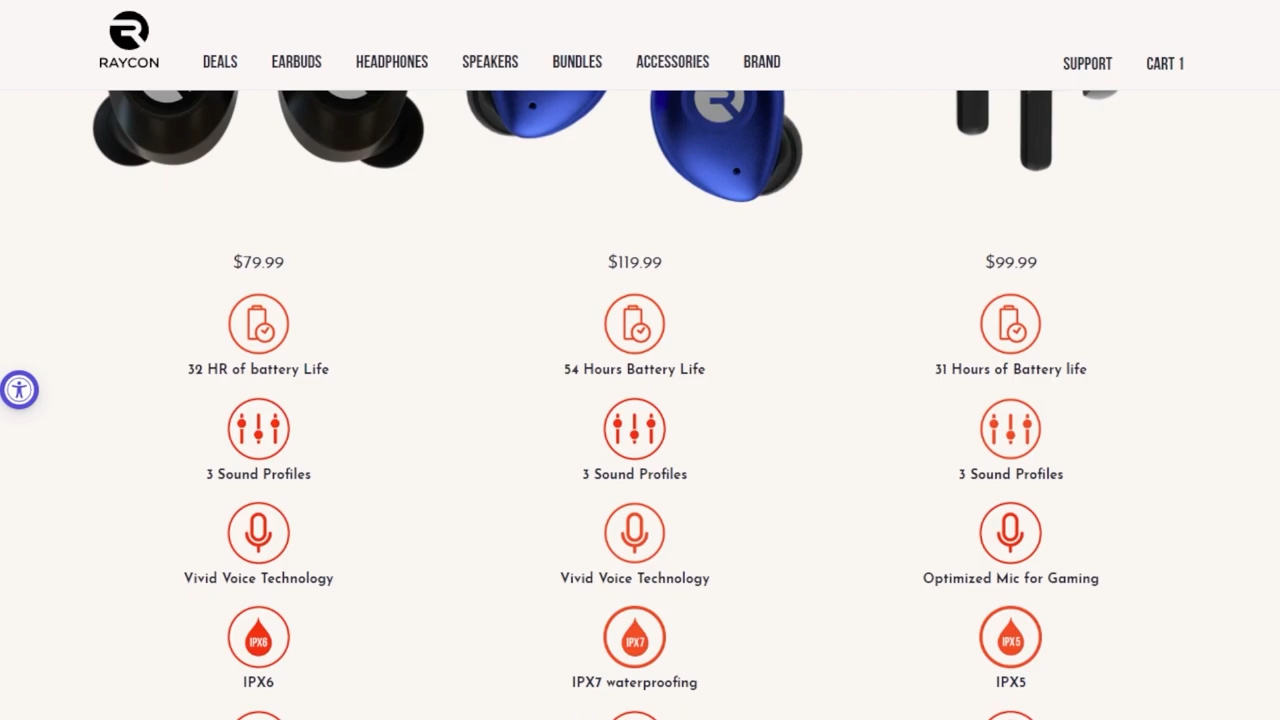 RAYCON
DEALS EARBUDS HEADPHONES SPEAKERS BUNDLES ACCESSORIES BRAND SUPPORT CART 1
$79.99 $119.99 $99.99
32 HR of battery Life 54 Hours Battery Life 31 Hours of Battery life
3 Sound Profiles 3 Sound Profiles 3 Sound Profiles
Vivid Voice Technology Vivid Voice Technology Optimized Mic for Gaming
IPX6 IPX7 IPX5
IPX6 IPX7 waterproofing IPX5